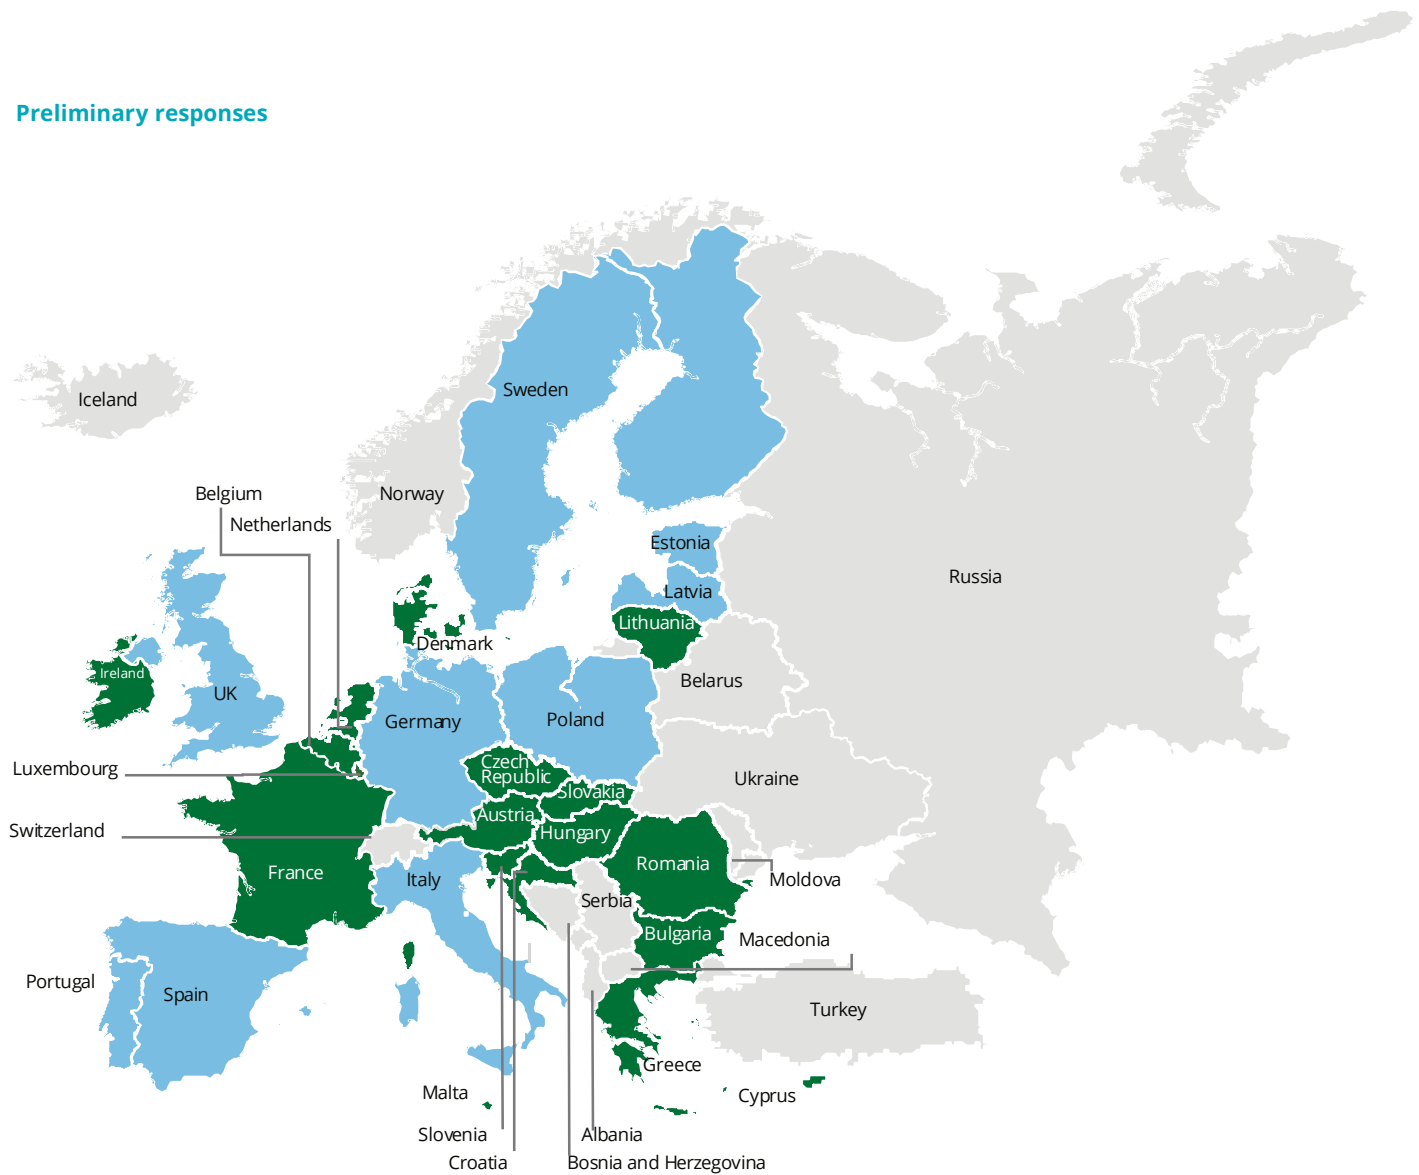 Preliminary responses
Iceland
Sweden
Norway
Belgium
Netherlands
Estonia
Russia
Latvia
Lithuania
Denmark
Ireland
Belarus
UK
Germany
Poland
Luxembourg
Czech
Republic
Ukraine
Slovakia
Switzerland
Austria
Hungary
France
Italy
Romania
Moldova
Serbia
Bulgaria
Macedonia
Portugal
Spain
Turkey
Greece
Malta
Cyprus
Slovenia
Albania
Croatia
Bosnia and Herzegovina